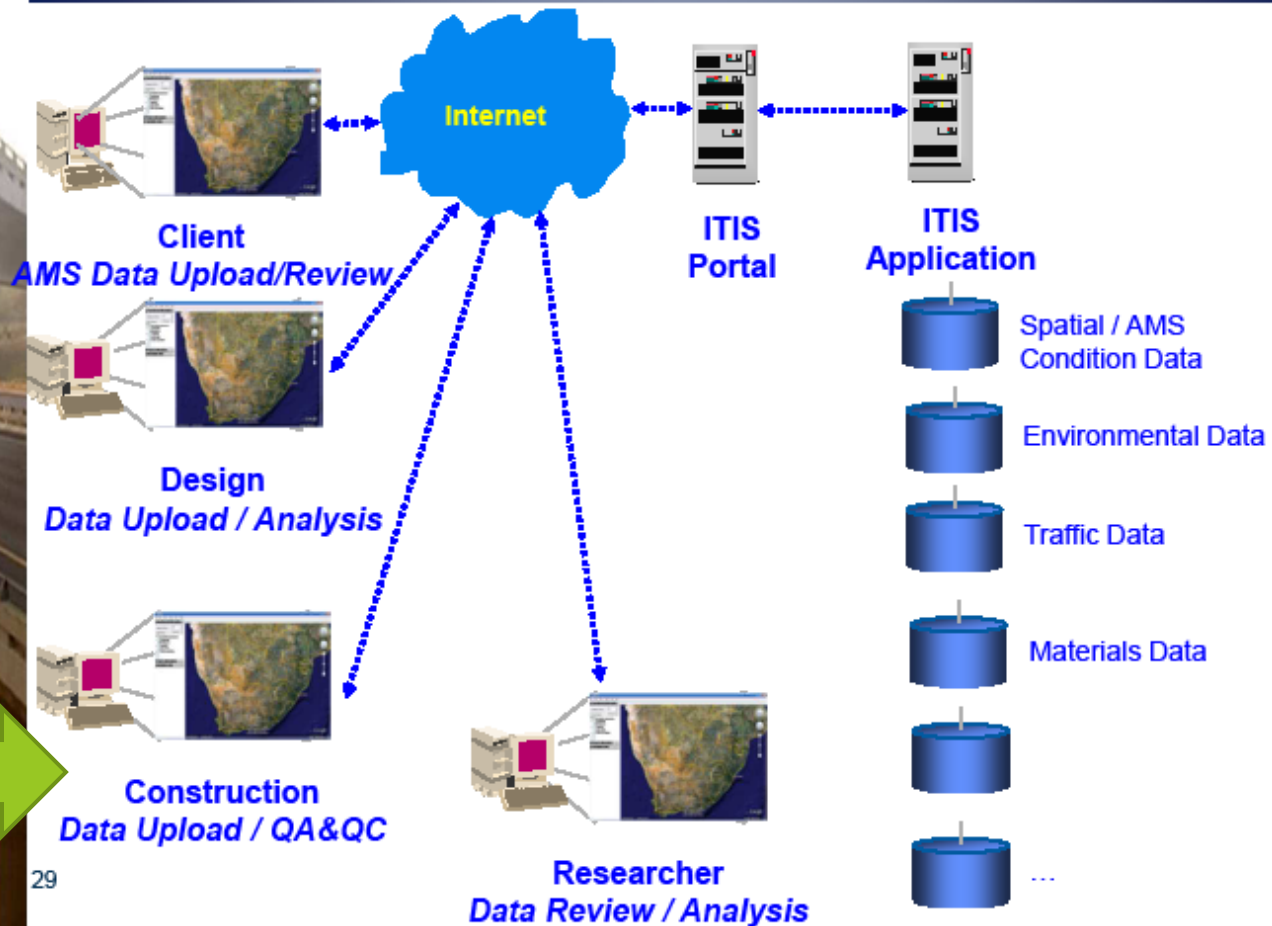 Internet
Client
AMS Data Upload/Review
Design
Data Upload / Analysis
Construction
Data Upload / QA&QC
Researcher
Data Review / Analysis
ITIS
Portal
ITIS
Application
Spatial / AMS
Condition Data
Environmental Data
Traffic Data
Materials Data
...
29